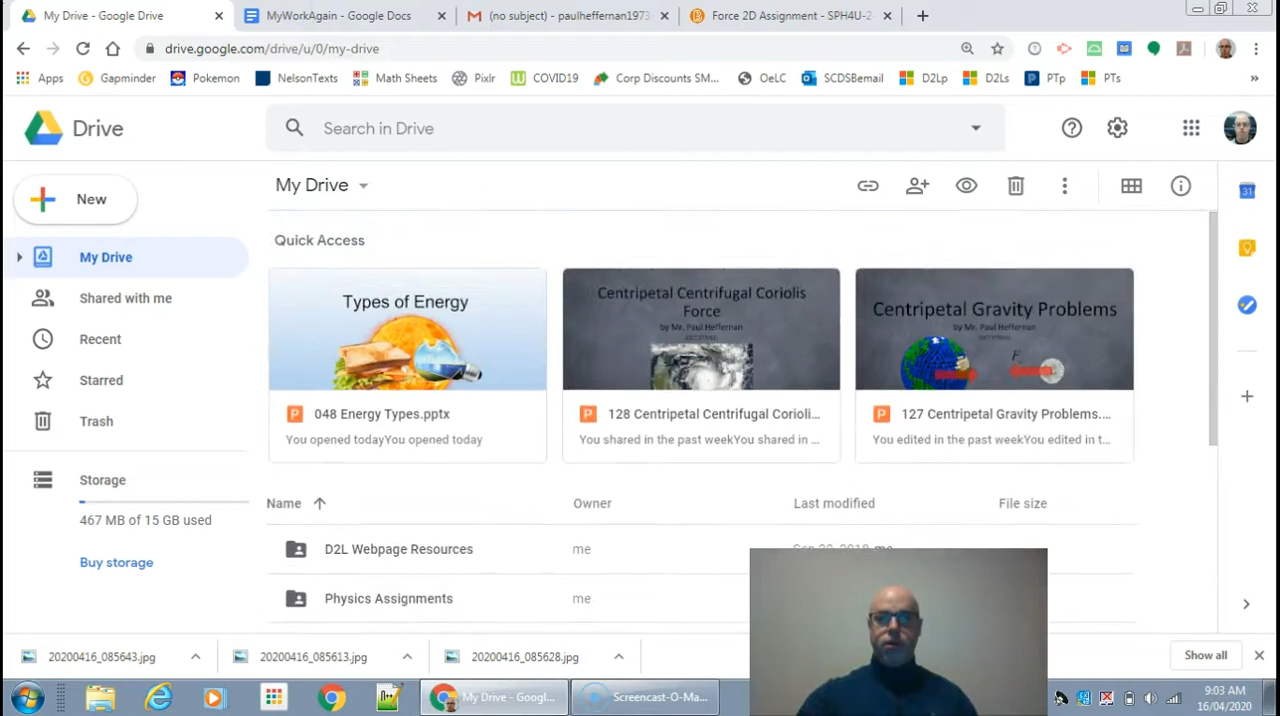 My Drive - Google Drive
MyWorkAgain - Google Docs
(no subject) - paulheffernan1973
Force 2D Assignment - SPH4U-2
drive.google.com/drive/u/0/my-drive
Apps Gapminder Pokemon NelsonTexts Math Sheets Pixlr COVID19 Corp Discounts SM... OeLC SCDSBemail D2Lp D2Ls PTp PTs »
Drive
Search in Drive
New
My Drive
31
Quick Access
My Drive
Shared with me
Recent
Starred
Trash
Storage
467 MB of 15 GB used
Buy storage
Types of Energy
Centripetal Centrifugal Coriolis
Force
by Mr. Paul Heffernan
Centripetal Gravity Problems
by Mr. Paul Heffernan
F
048 Energy Types.pptx
128 Centripetal Centrifugal Corioli...
127 Centripetal Gravity Problems....
You opened todayYou opened today
You shared in the past weekYou shared in ...
You edited in the past weekYou edited in t...
Name Owner Last modified File size
D2L Webpage Resources me
Physics Assignments me
20200416_085643.jpg
20200416_085613.jpg
20200416_085628.jpg
Show all
My Drive - Googl...
Screencast-O-Ma...
9:03 AM
16/04/2020